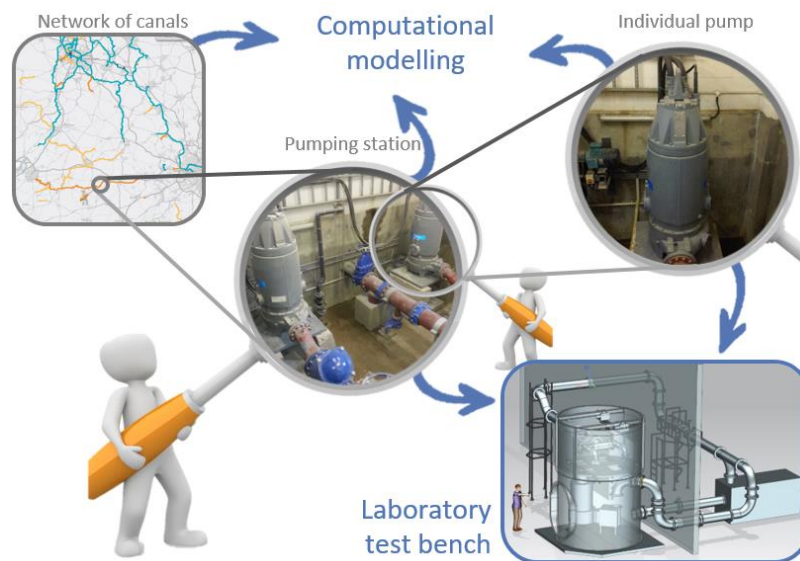 Network of canals
Computational
modelling
Individual pump
Pumping station
Laboratory
test bench